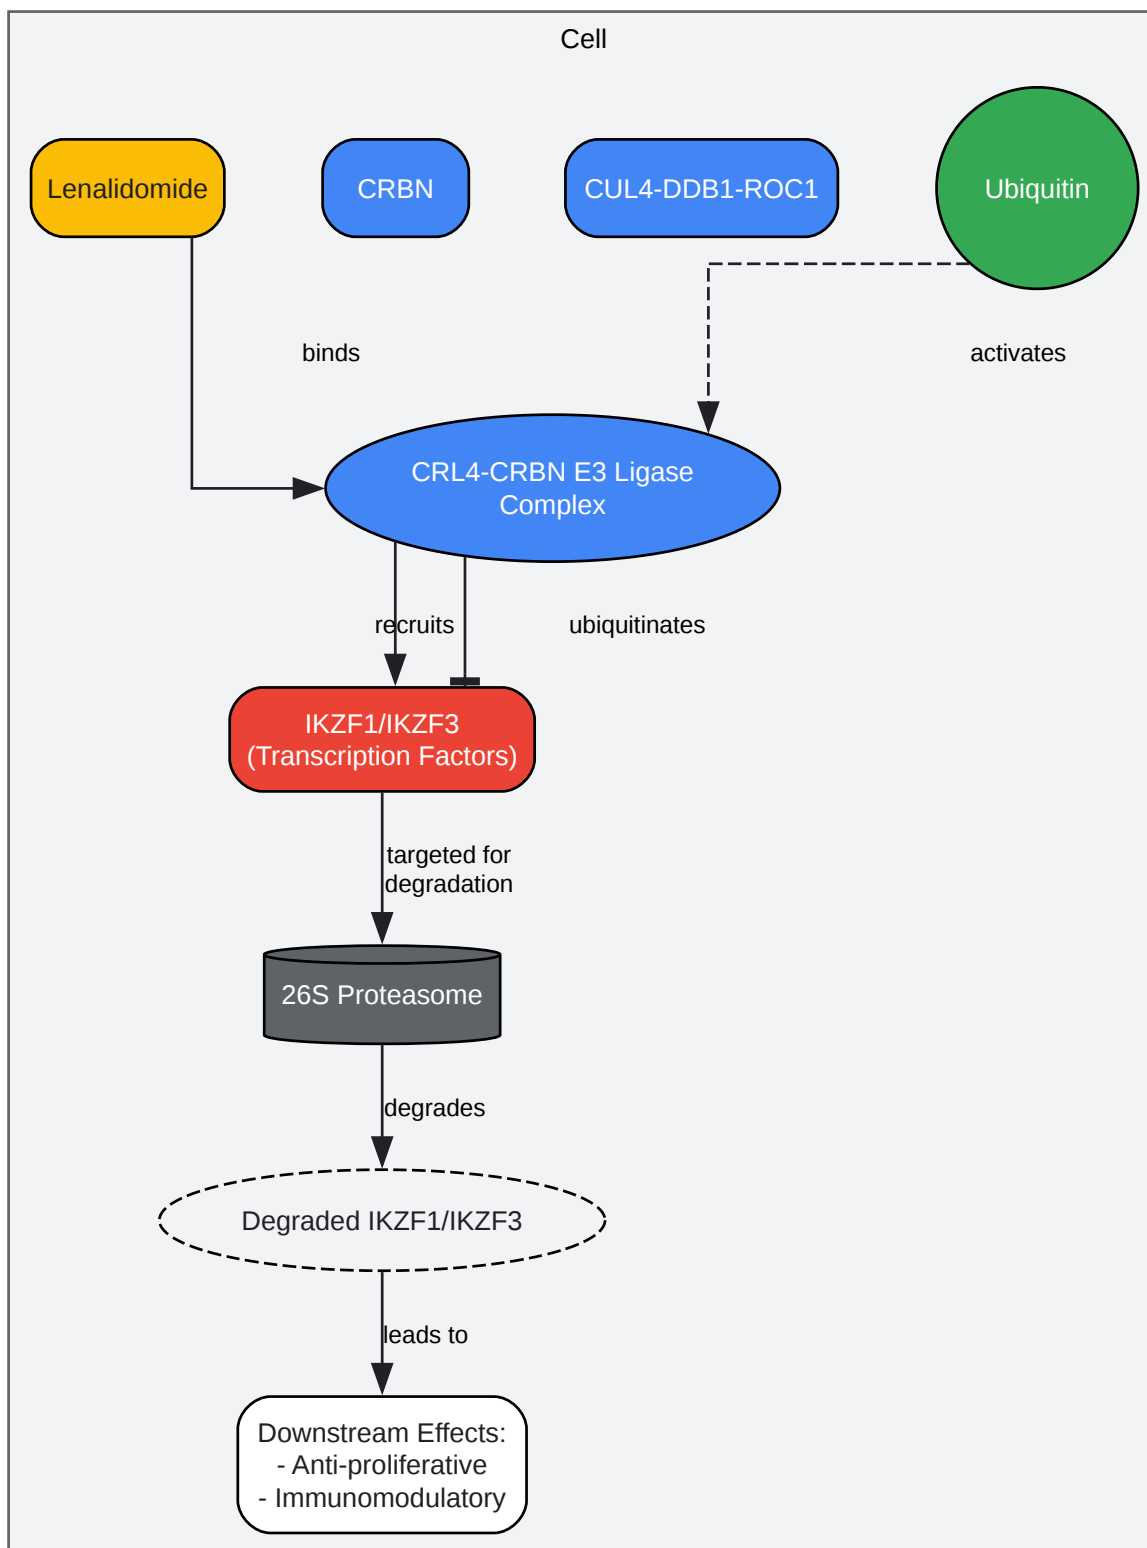 Cell
Lenalidomide
CRBN
CUL4-DDB1-ROC1
Ubiquitin
binds
activates
CRL4-CRBN E3 Ligase
Complex
recruits
ubiquitinates
IKZF1/IKZF3
(Transcription Factors)
targeted for
degradation
26S Proteasome
degrades
Degraded IKZF1/IKZF3
leads to
Downstream Effects:
- Anti-proliferative
- Immunomodulatory